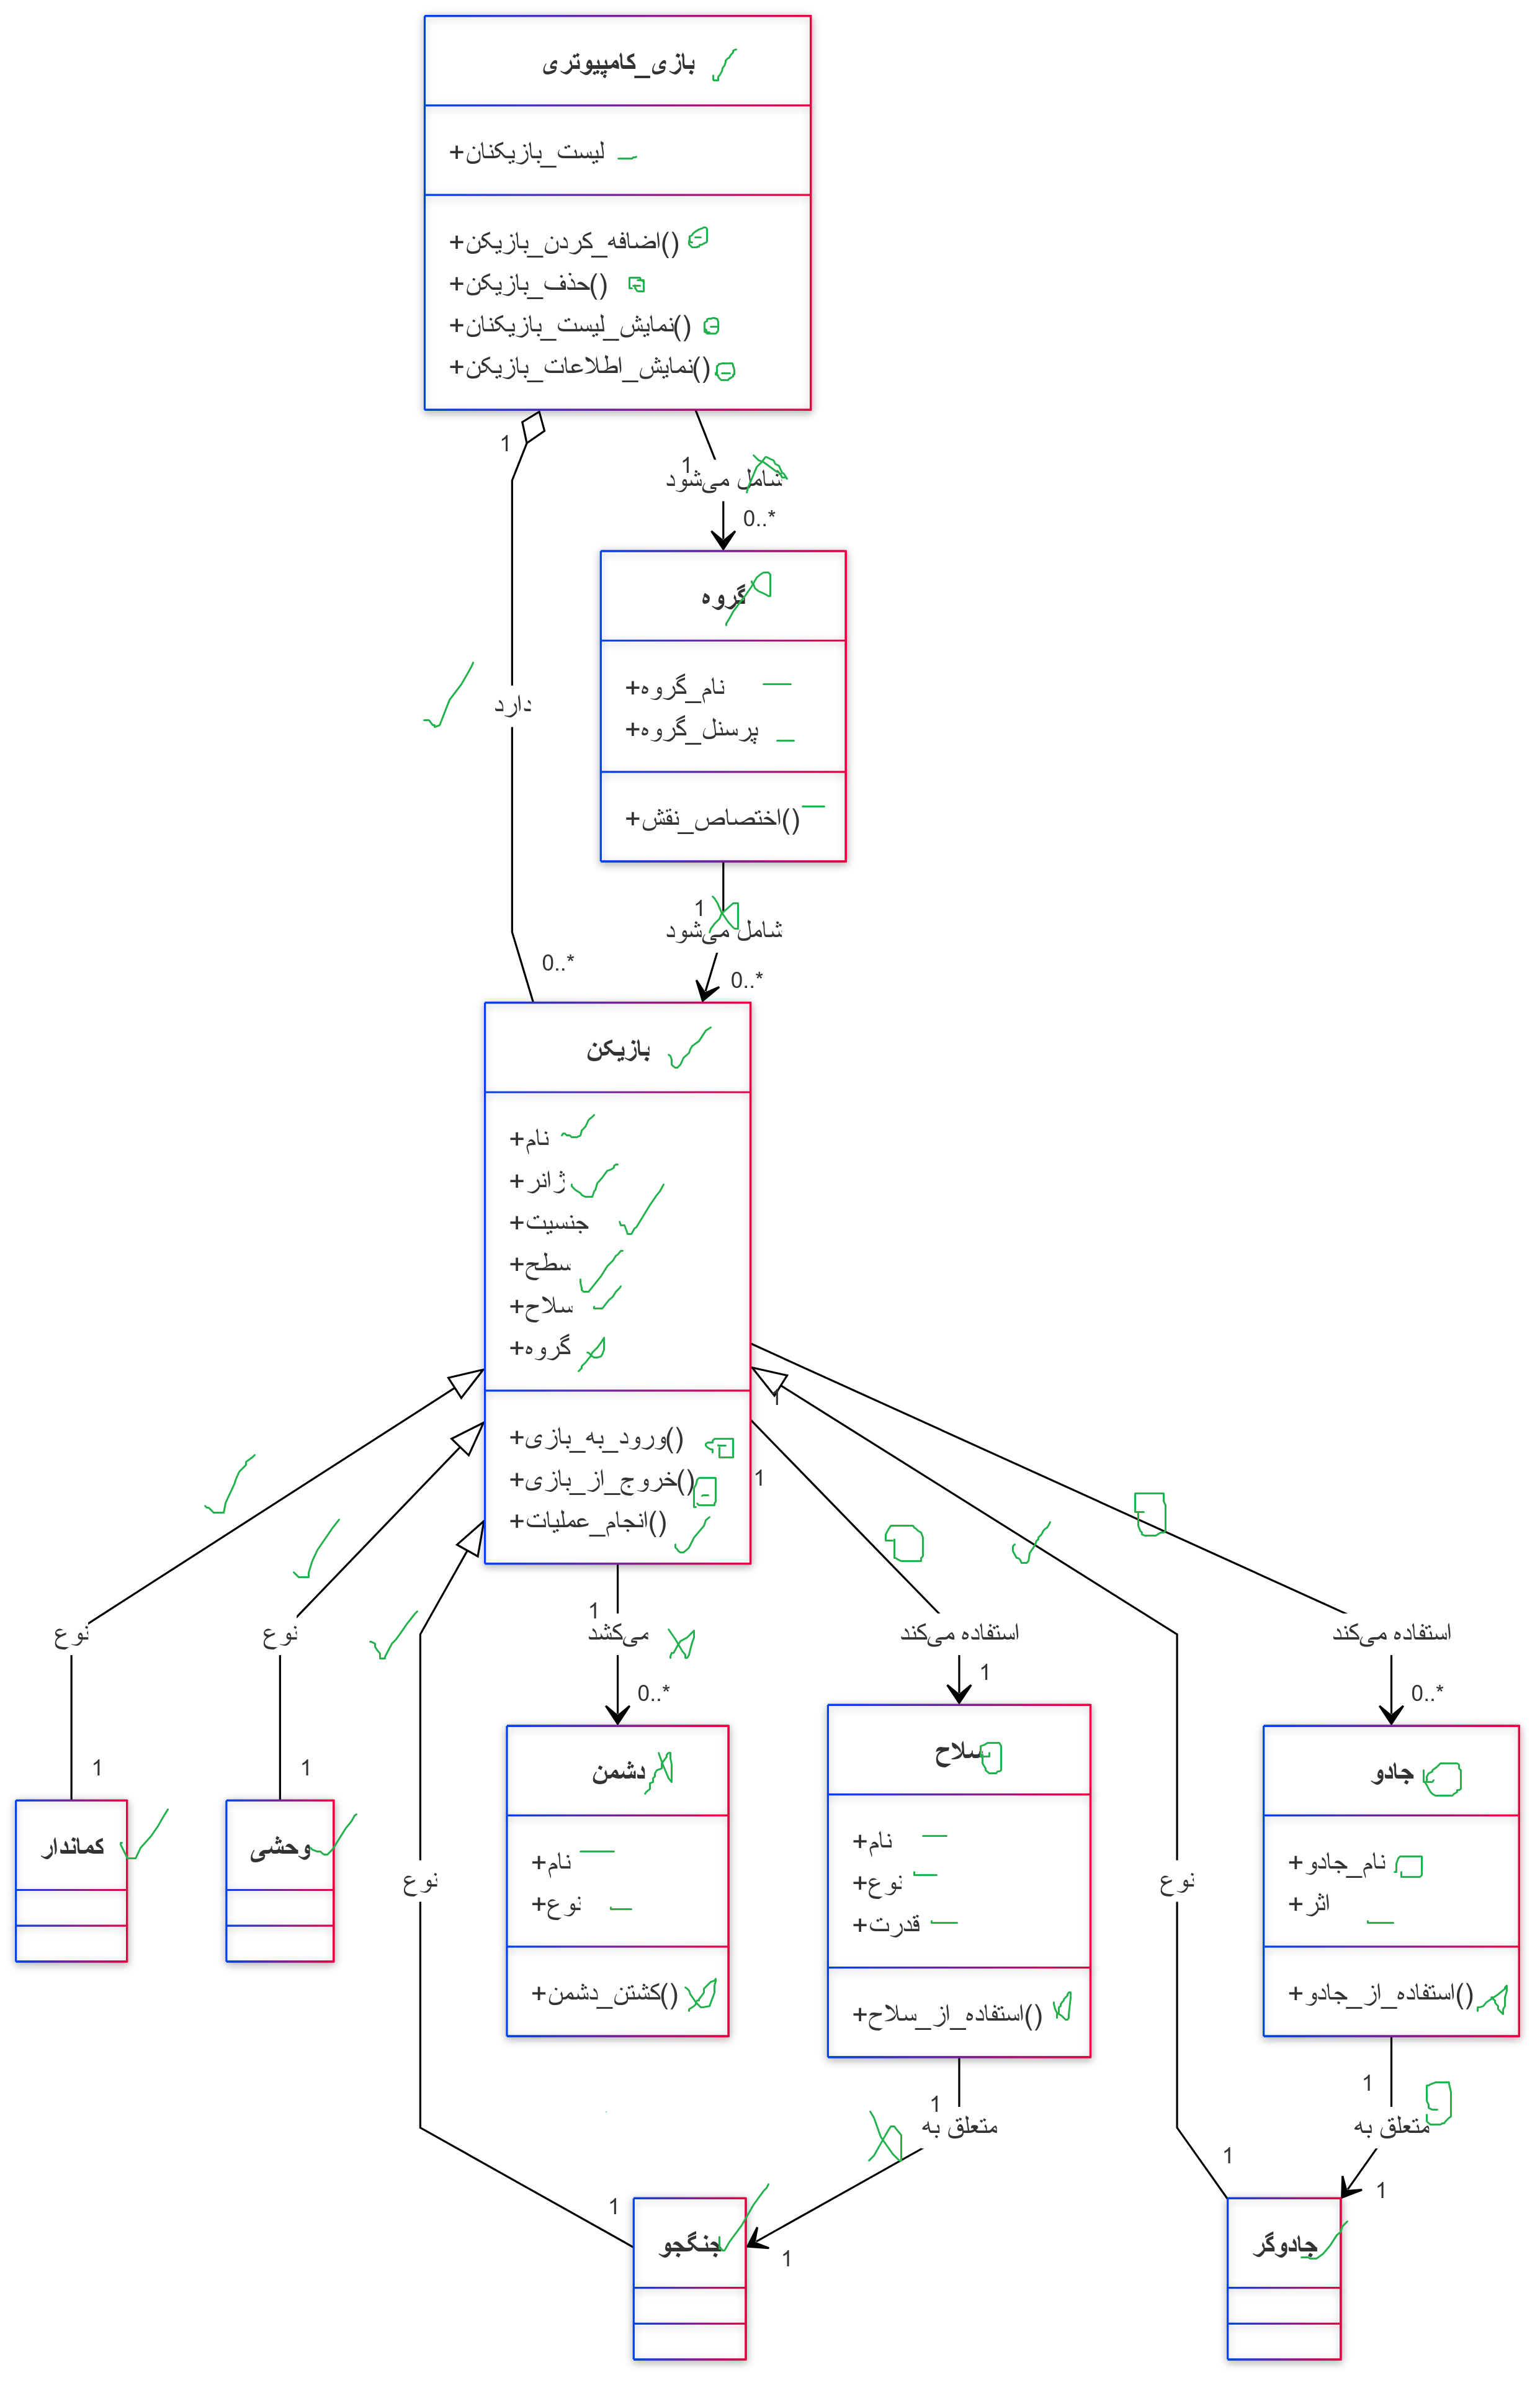 بازی_کامپیوتری
+لیست_بازیکنان
+اضافه_کردن_بازیکن()
+حذف_بازیکن()
+نمایش_لیست_بازیکنان()
+نمایش_اطلاعات_بازیکن()
1
1
شامل می‌شود
0..*
گروه
+نام_گروه
+پرسنل_گروه
+اختصاص_نقش()
دارد
1
شامل می‌شود
0..*
0..*
بازیکن
+نام
+ژانر
+جنسیت
+سطح
+سلاح
+گروه
+ورود_به_بازی()
+خروج_از_بازی()
+انجام_عملیات()
1
1
نوع
نوع
1
می‌کشد
استفاده می‌کند
استفاده می‌کند
0..*
1
0..*
1
1
کماندار
وحشی
نوع
دشمن
+نام
+نوع
+کشتن_دشمن()
سلاح
+نام
+نوع
+قدرت
+استفاده_از_سلاح()
نوع
جادو
+نام_جادو
+اثر
+استفاده_از_جادو()
1
متعلق به
1
متعلق به
1
1
1
1
جنگجو
جادوگر